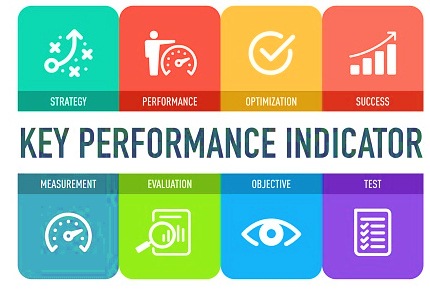 STRATEGY PERFORMANCE OPTIMIZATION SUCCESS
KEY PERFORMANCE INDICATOR
MEASUREMENT EVALUATION OBJECTIVE TEST